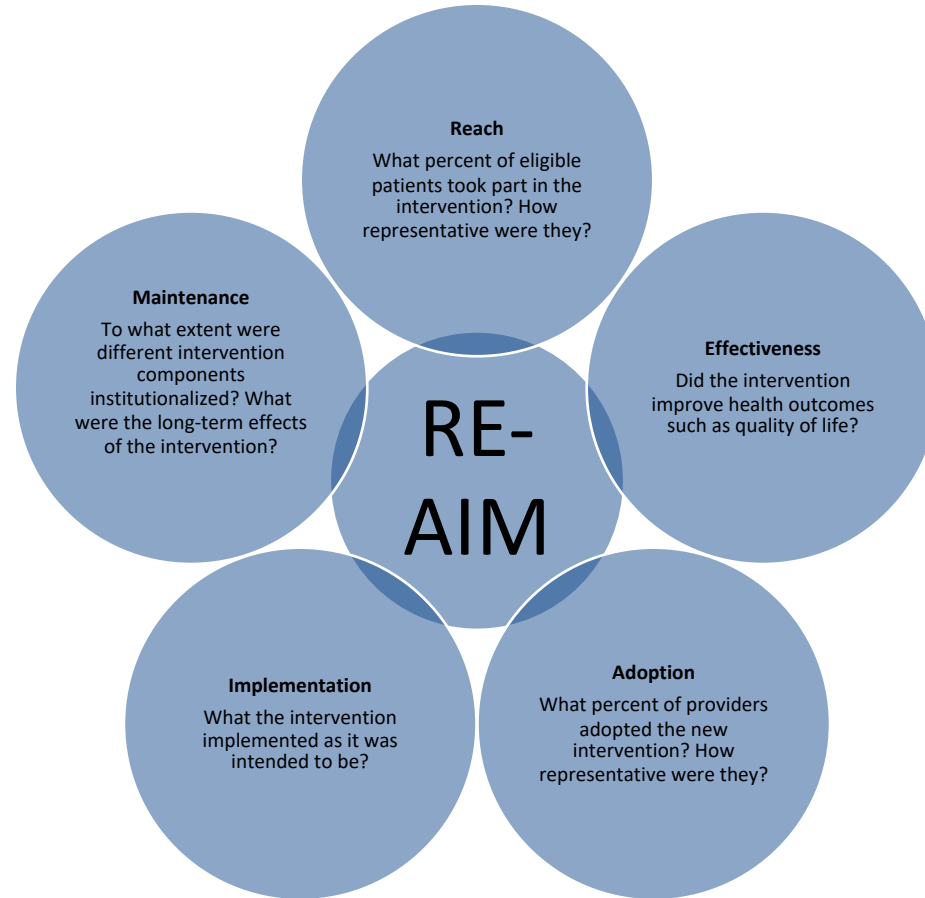 Reach
What percent of eligible
patients took part in the
intervention? How
representative were they?
Effectiveness
Did the intervention
improve health outcomes
such as quality of life?
Adoption
What percent of providers
adopted the new
intervention? How
representative were they?
Implementation
What the intervention
implemented as it was
intended to be?
Maintenance
To what extent were
different intervention
components
institutionalized? What
were the long-term effects
of the intervention?
RE-
AIM